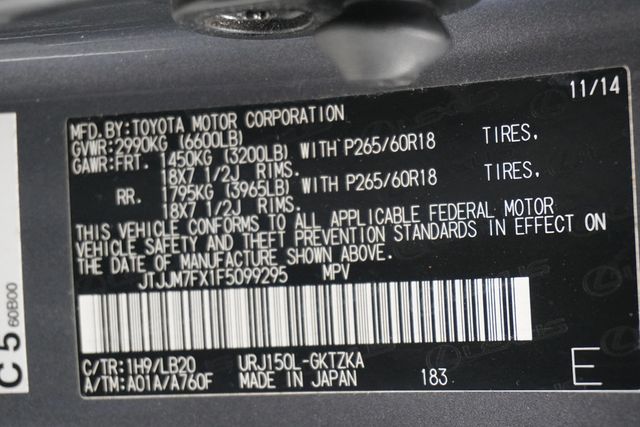 11/14
MFD.BY:TOYOTA MOTOR CORPORATION
GVWR:2990KG (6600LB)
GAWR:FRT. 1450KG (3200LB) WITH P265/60R18 TIRES,
18X7 1/2J RIMS.
RR. 1795KG (3965LB) WITH P265/60R18 TIRES,
18X7 1/2J RIMS.
THIS VEHICLE CONFORMS TO ALL APPLICABLE FEDERAL MOTOR
VEHICLE SAFETY AND THEFT PREVENTION STANDARDS IN EFFECT ON
THE DATE OF MANUFACTURE SHOWN ABOVE.
JTJJM7FX1F5099295 MPV
C/TR:1H9/LB20 URJ150L-GKTZKA
A/TM:A01A/A760F MADE IN JAPAN 183 E
C5
60B00